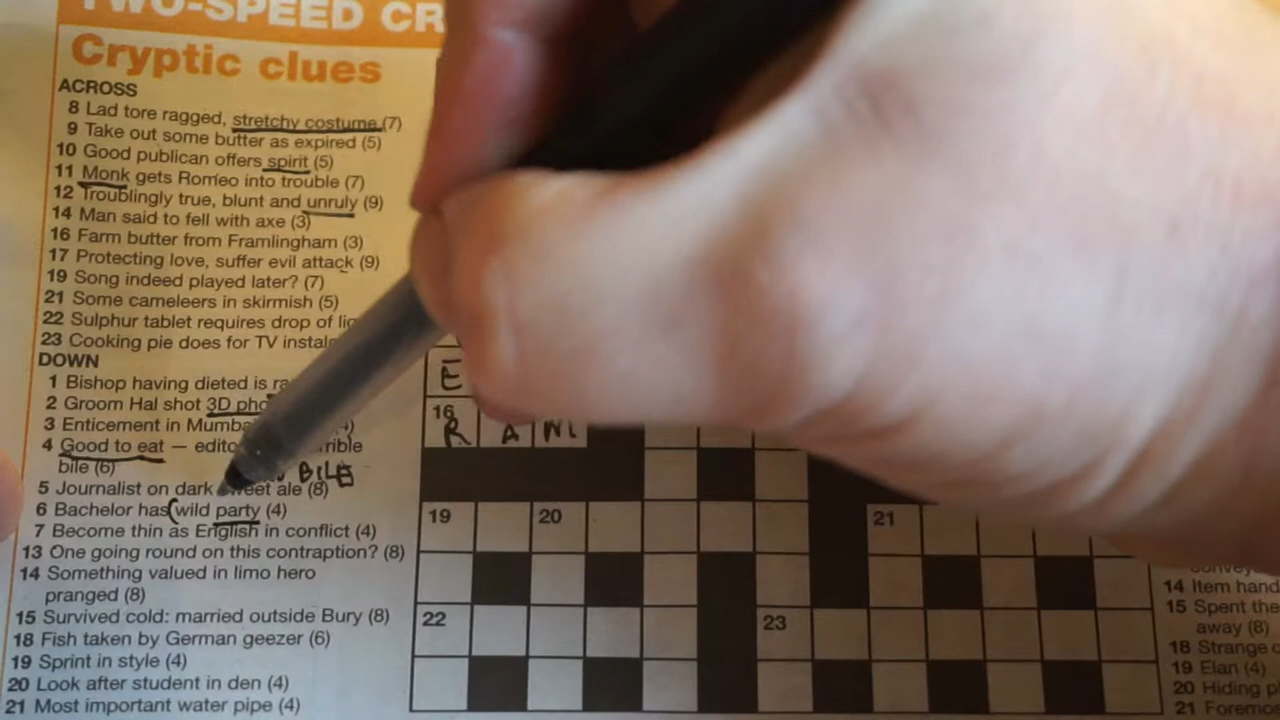 TWO-SPEED CR
Cryptic clues
ACROSS
8 Lad tore ragged, stretchy costume (7)
9 Take out some butter as expired (5)
10 Good publican offers spirit (5)
11 Monk gets Romeo into trouble (7)
12 Troublingly true, blunt and unruly (9)
14 Man said to fell with axe (3)
16 Farm butter from Framlingham (3)
17 Protecting love, suffer evil attack (9)
19 Song indeed played later? (7)
21 Some cameleers in skirmish (5)
22 Sulphur tablet requires drop of
23 Cooking pie does for TV
DOWN
1 Bishop having dieted is
2 Groom Hal shot 3D
3 Enticement in
4 Good to eat —
bile (6)
BILE
5 Journalist on dark sweet ale (8)
6 Bachelor has (wild party (4)
7 Become thin as English in conflict (4)
13 One going round on this contraption? (8)
14 Something valued in limo hero
pranged (8)
15 Survived cold: married outside Bury (8)
18 Fish taken by German geezer (6)
19 Sprint in style (4)
20 Look after student in den (4)
21 Most important water pipe (4)
E
16
R A M
19 20 21
22 23
14 Item hand
15 Spent the
away (8)
18 Strange
19 Elan (4)
20 Hiding
21